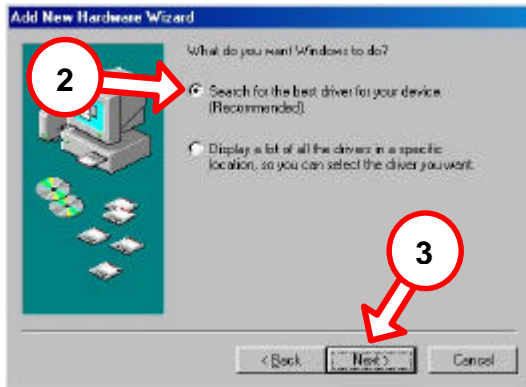 Add New Hardware Wizard
What do you want Windows to do?
2
Search for the best driver for your device.
(Recommended).
Display a list of all the drivers in a specific
location, so you can select the driver you want.
3
< Back
Next >
Cancel